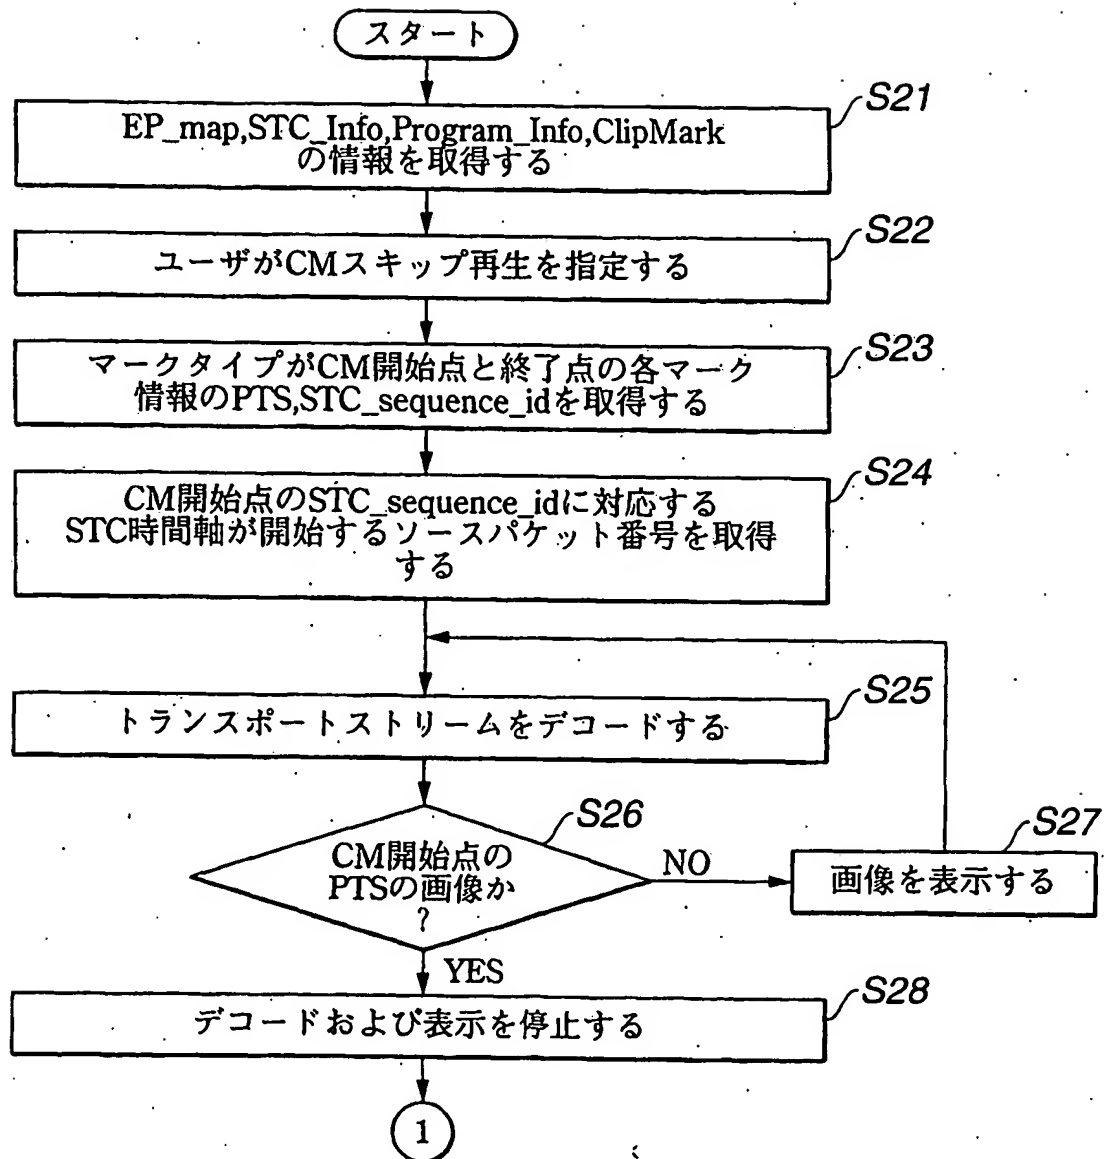 スタート
S21
EP_map,STC_Info,Program_Info,ClipMark
の情報を取得する
S22
ユーザがCMスキップ再生を指定する
S23
マークタイプがCM開始点と終了点の各マーク
情報のPTS,STC_sequence_idを取得する
S24
CM開始点のSTC_sequence_idに対応する
STC時間軸が開始するソースパケット番号を取得
する
S25
トランスポートストリームをデコードする
S26
CM開始点の
PTSの画像か
?
NO
S27
画像を表示する
YES
S28
デコードおよび表示を停止する
1